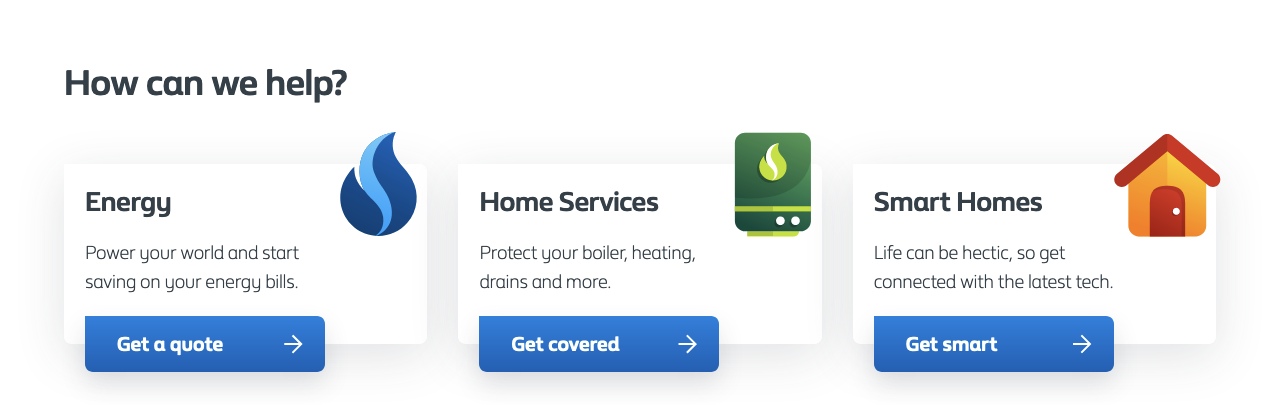 How can we help?
Energy
Power your world and start
saving on your energy bills.
Get a quote
Home Services
Protect your boiler, heating,
drains and more.
Get covered
Smart Homes
Life can be hectic, so get
connected with the latest tech.
Get smart